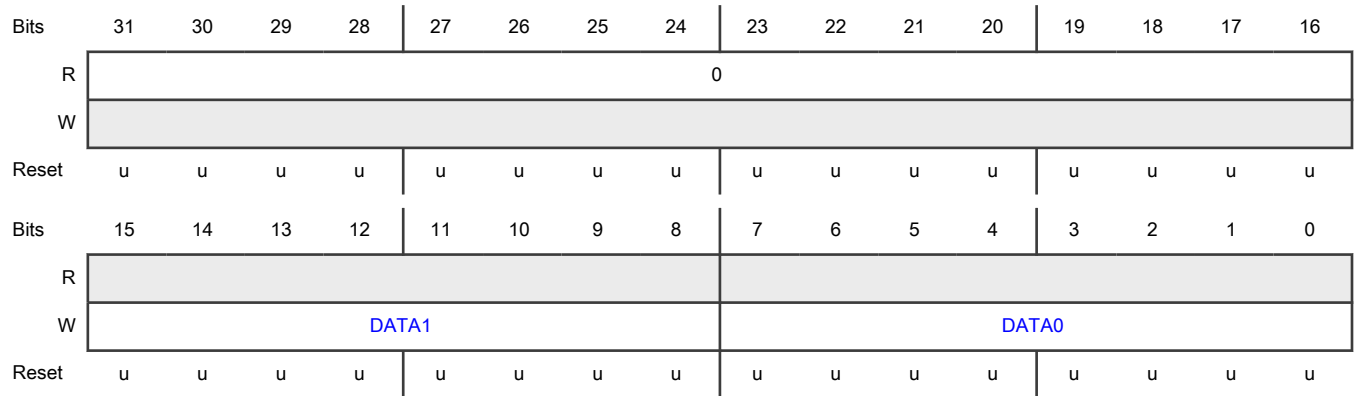 Bits 31 30 29 28 27 26 25 24 23 22 21 20 19 18 17 16
R 0
W
Reset u u u u u u u u u u u u u u u u
Bits 15 14 13 12 11 10 9 8 7 6 5 4 3 2 1 0
R
W DATA1 DATA0
Reset u u u u u u u u u u u u u u u u